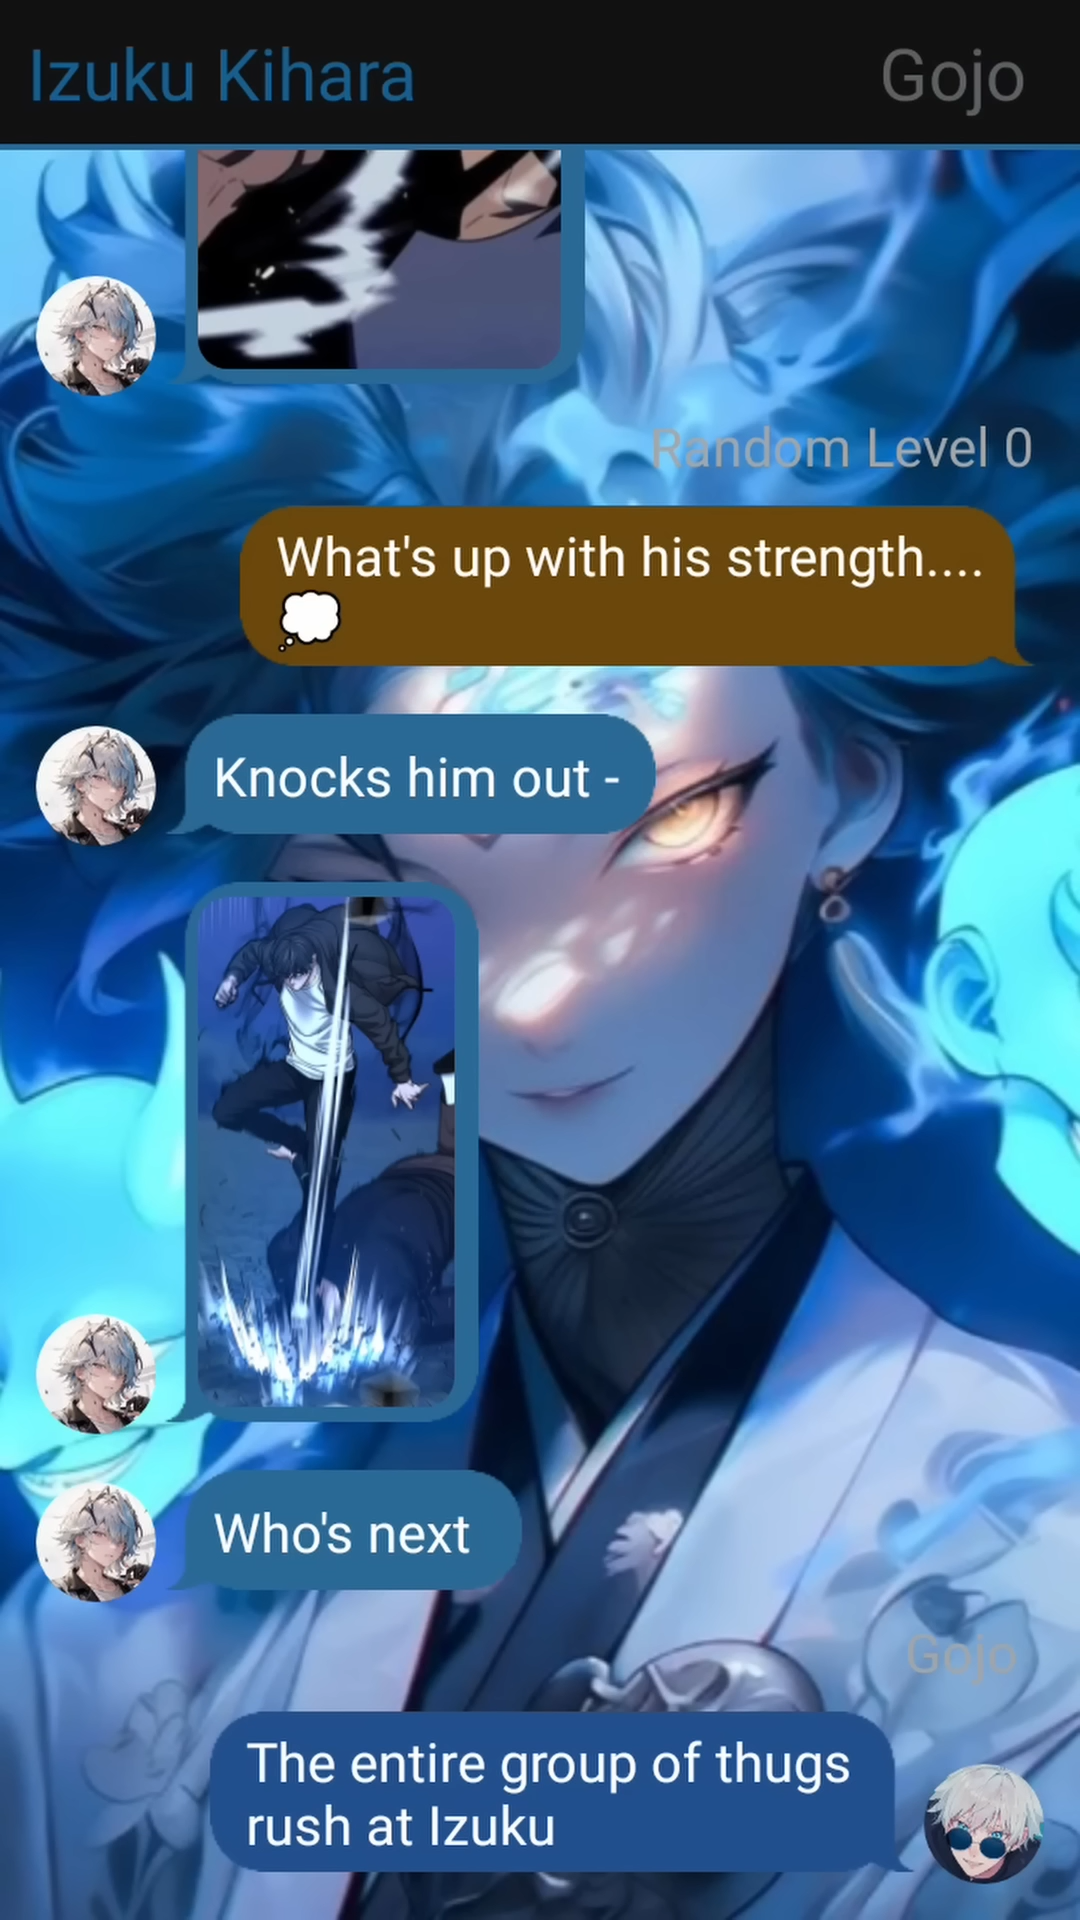 Izuku Kihara
Gojo
Random Level 0
What's up with his strength....
💭
Knocks him out -
Who's next
Gojo
The entire group of thugs
rush at Izuku